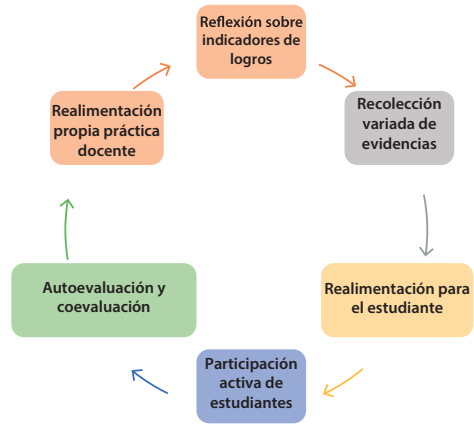 Reflexión sobre
indicadores de
logros
Recolección
variada de
evidencias
Realimentación para
el estudiante
Participación
activa de
estudiantes
Autoevaluación y
coevaluación
Realimentación
propia práctica
docente